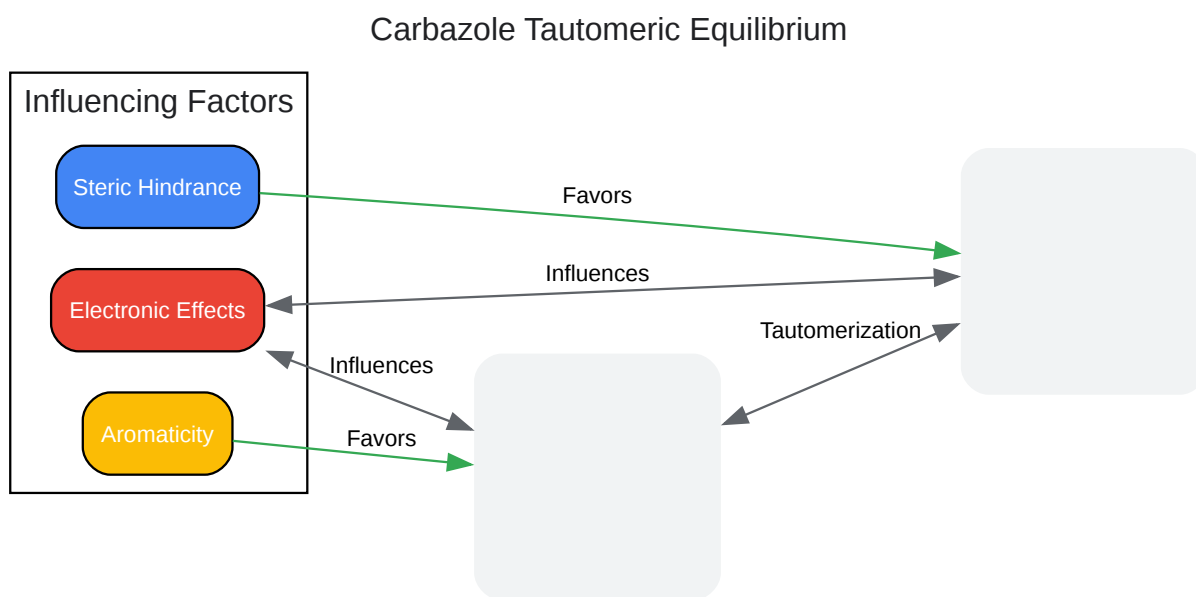 Carbazole Tautomeric Equilibrium
Influencing Factors
Steric Hindrance
Favors
Influences
Electronic Effects
Tautomerization
Influences
Aromaticity
Favors